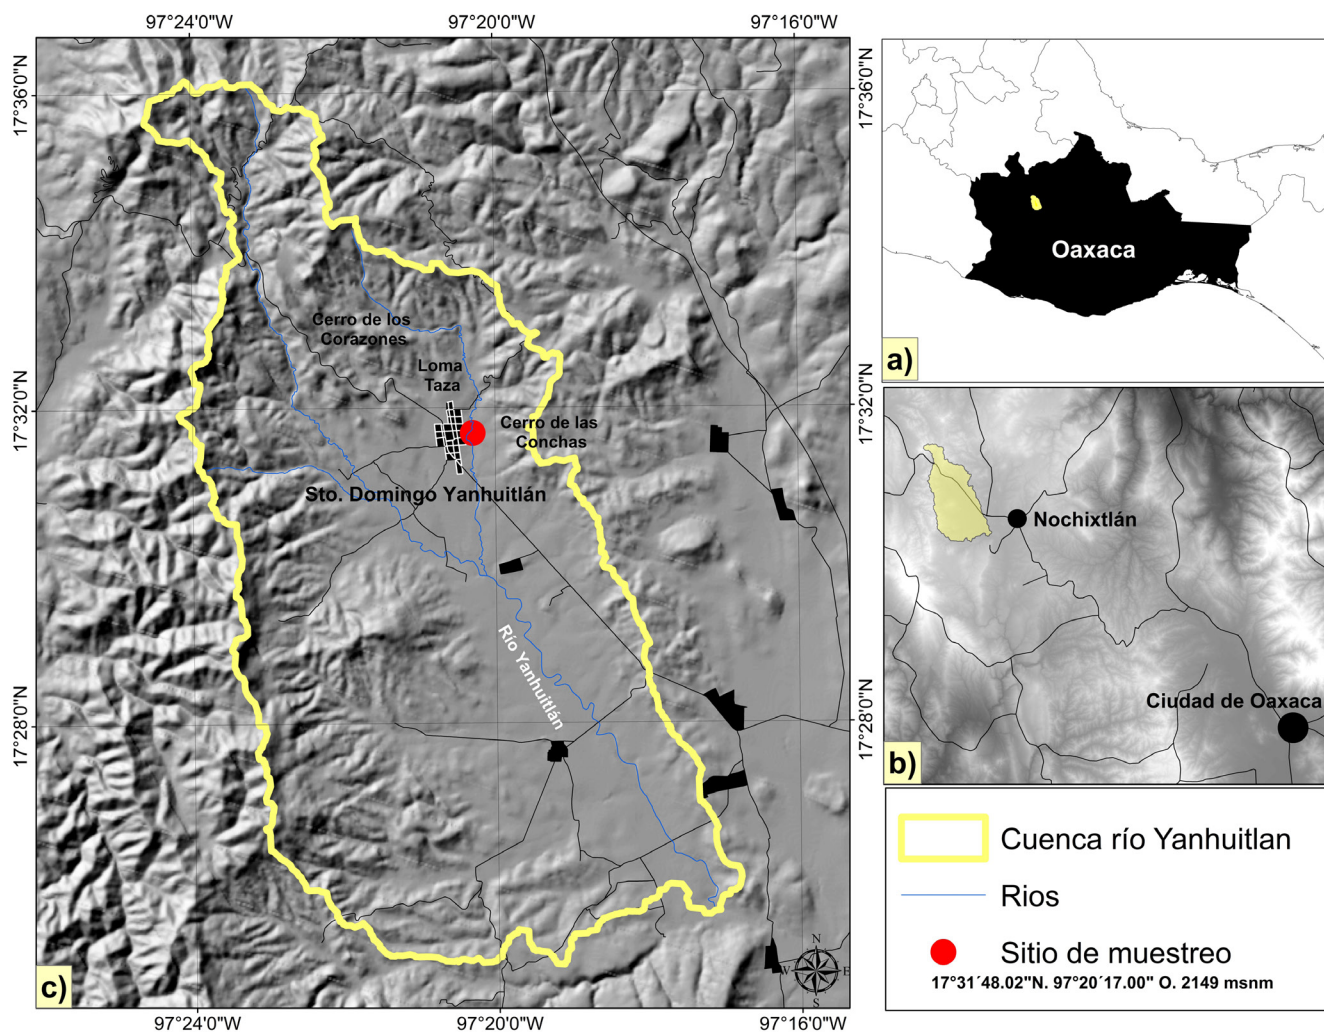 97°24'0"W
97°20'0"W
97°16'0"W
17°36'0"N
17°36'0"N
Oaxaca
a)
Cerro de los
Corazones
Loma
Taza
17°32'0"N
17°32'0"N
Cerro de las
Conchas
Sto. Domingo Yanhuitlán
Nochixtlán
Río Yanhuitlán
17°28'0"N
17°28'0"N
Ciudad de Oaxaca
b)
Cuenca río Yanhuitlan
Rios
Sitio de muestreo
17°31´48.02"N. 97°20´17.00" O. 2149 msnm
N
W
E
S
c)
97°24'0"W
97°20'0"W
97°16'0"W